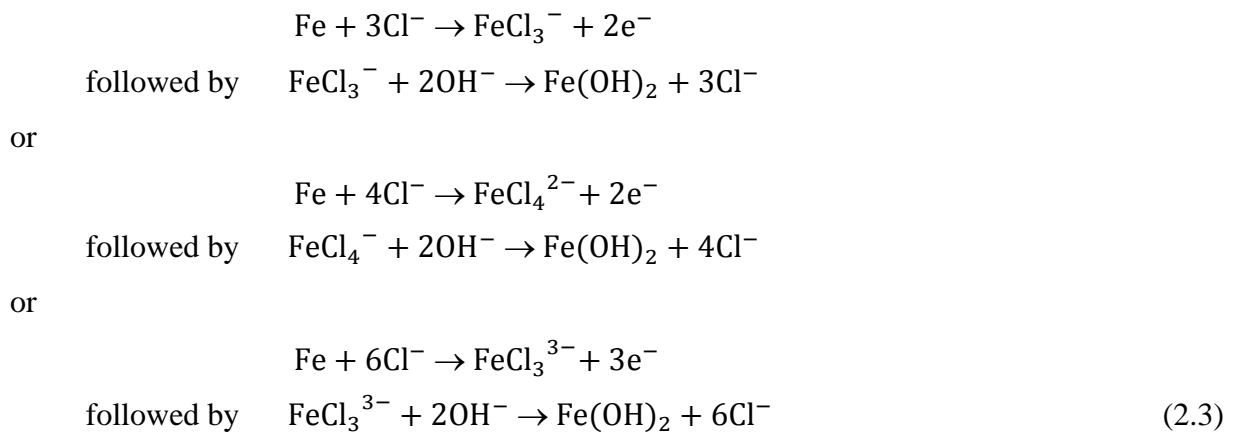 Fe + 3Cl⁻ → FeCl₃⁻ + 2e⁻
followed by FeCl₃⁻ + 2OH⁻ → Fe(OH)₂ + 3Cl⁻
or
Fe + 4Cl⁻ → FeCl₄²⁻ + 2e⁻
followed by FeCl₄⁻ + 2OH⁻ → Fe(OH)₂ + 4Cl⁻
or
Fe + 6Cl⁻ → FeCl₃³⁻ + 3e⁻
followed by FeCl₃³⁻ + 2OH⁻ → Fe(OH)₂ + 6Cl⁻ (2.3)